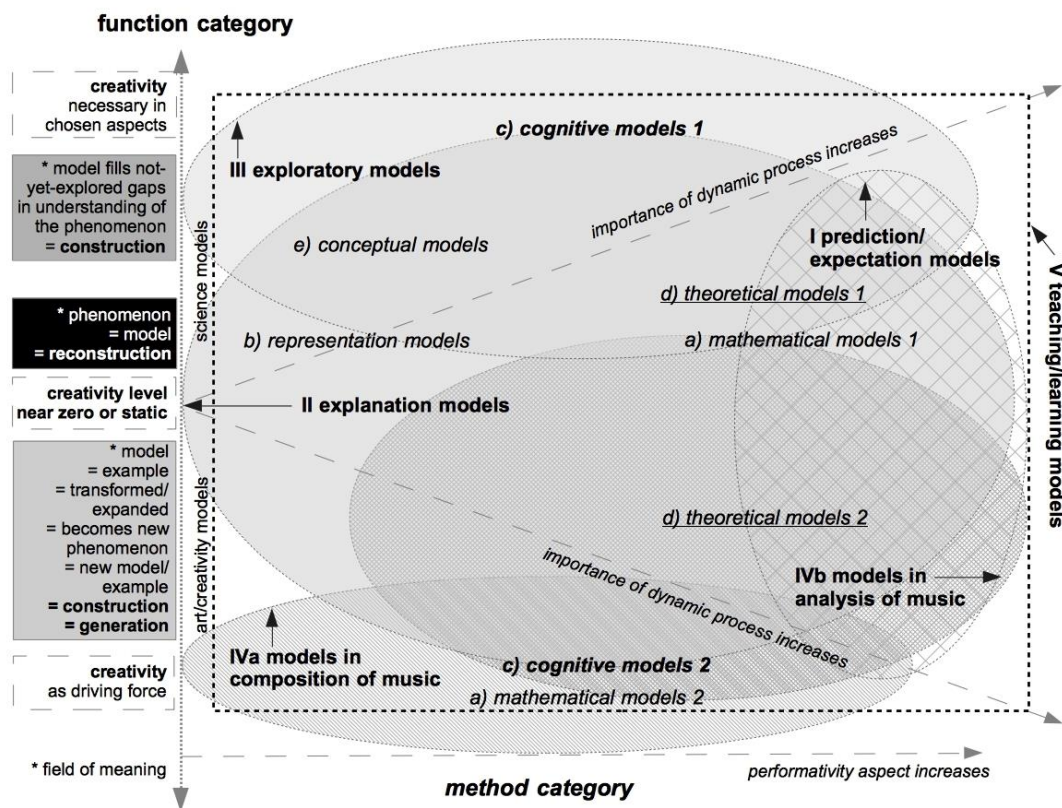 function category
creativity
necessary in
chosen aspects
* model fills not-
yet-explored gaps
in understanding of
the phenomenon
= construction
* phenomenon
= model
= reconstruction
creativity level
near zero or static
* model
= example
= transformed/
expanded
= becomes new
phenomenon
= new model/
example
= construction
= generation
creativity
as driving force
* field of meaning
science models
art/creativity models
c) cognitive models 1
III exploratory models
importance of dynamic process increases
e) conceptual models
I prediction/
expectation models
d) theoretical models 1
b) representation models
a) mathematical models 1
II explanation models
d) theoretical models 2
importance of dynamic process increases
IVb models in
analysis of music
IVa models in
composition of music
c) cognitive models 2
a) mathematical models 2
V teaching/learning
models
method category
performativity aspect increases